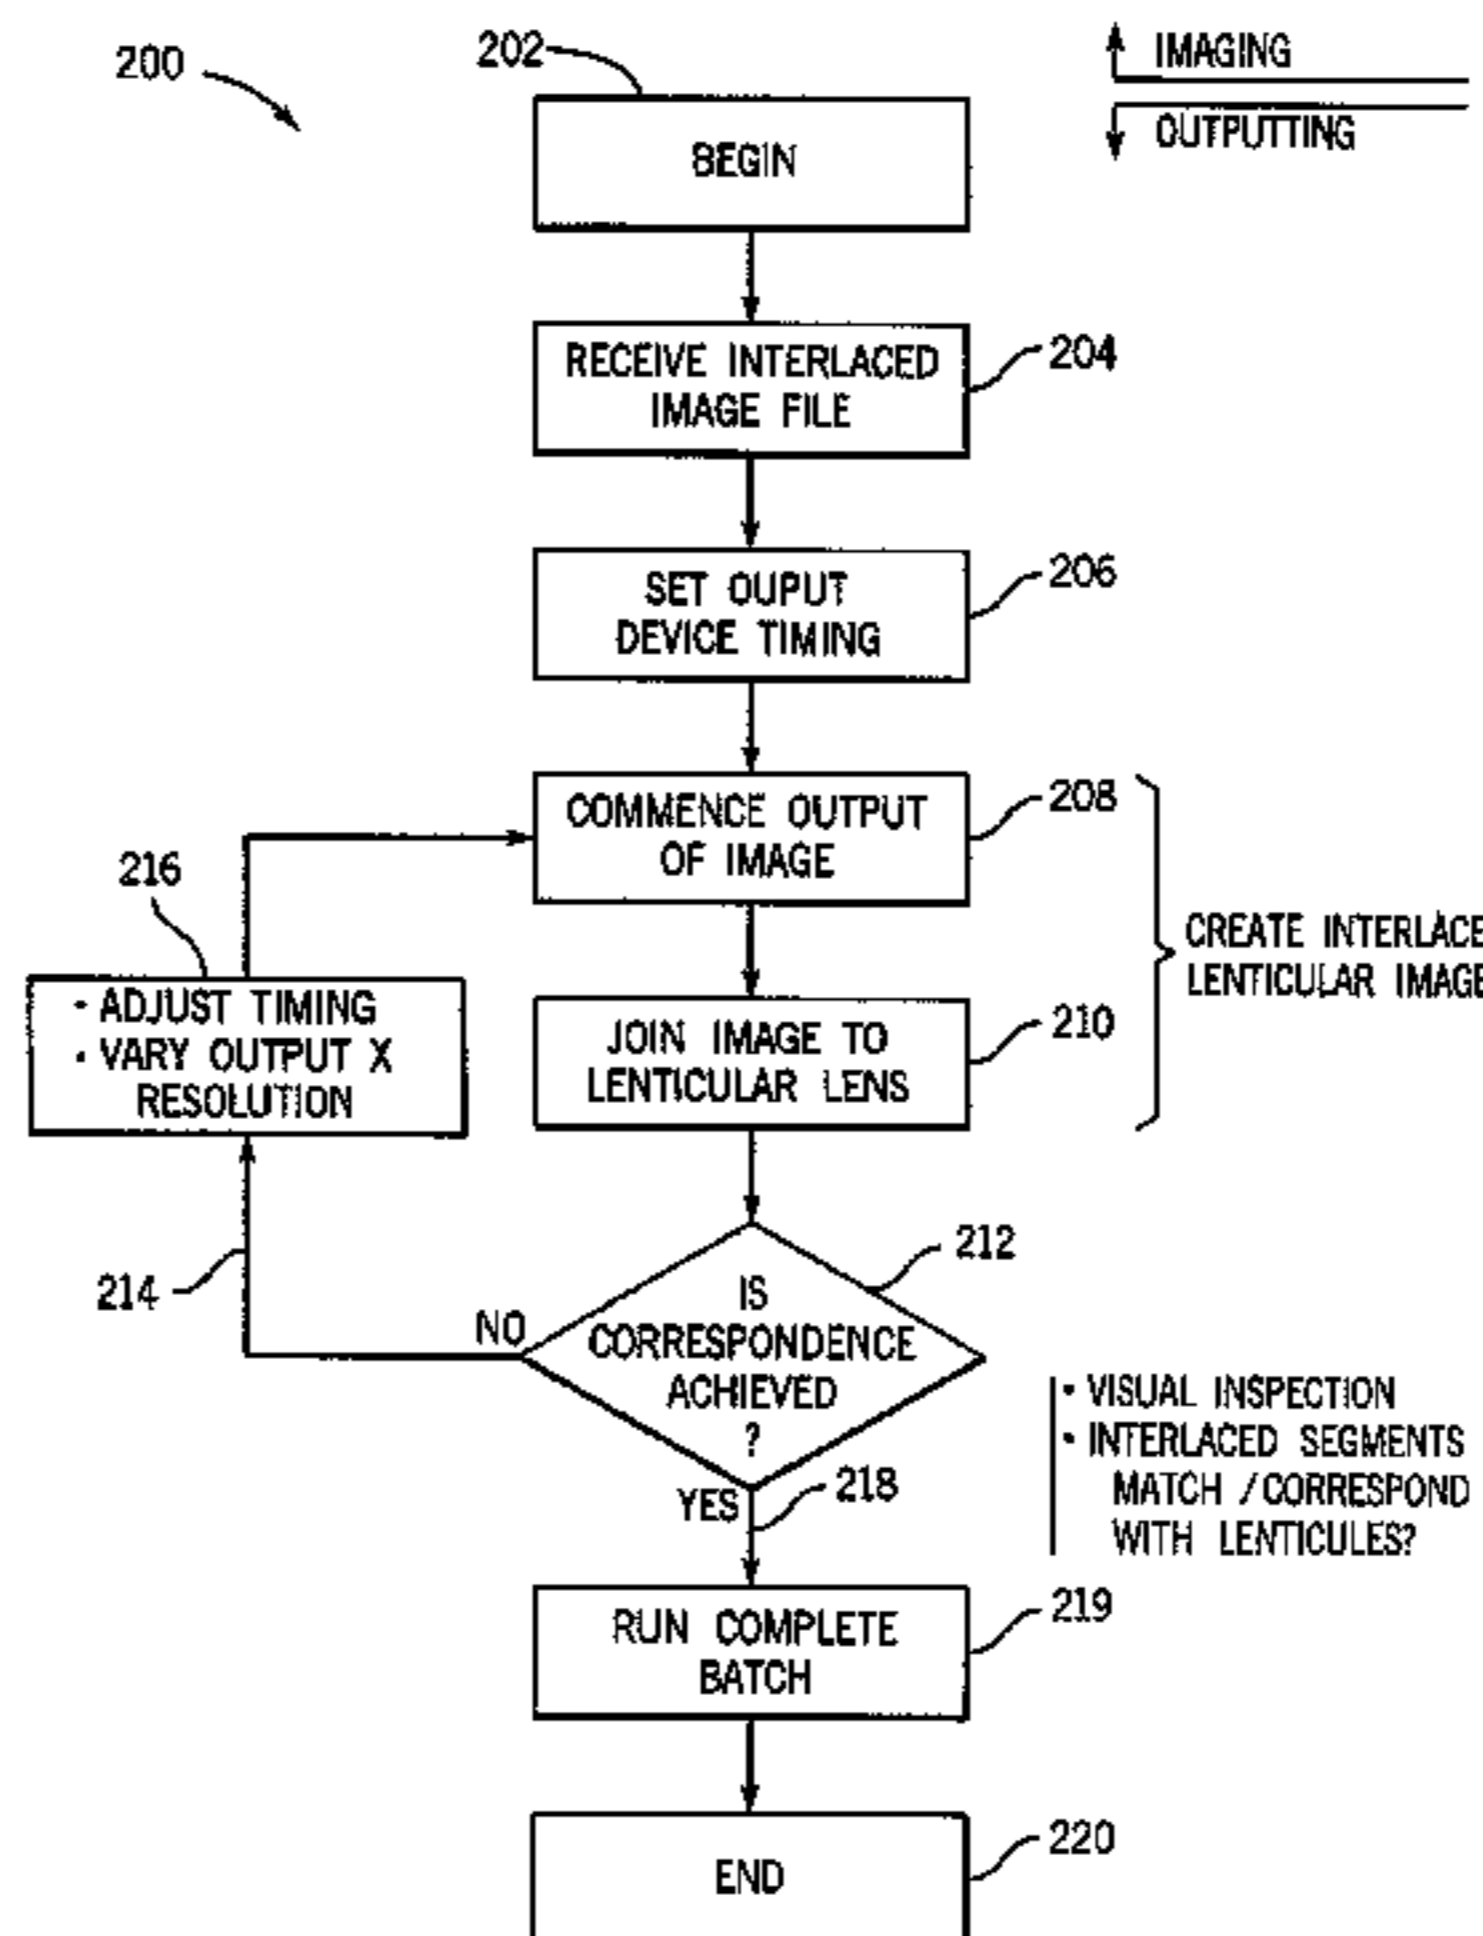 200
202
IMAGING
OUTPUTTING
BEGIN
RECEIVE INTERLACED
IMAGE FILE
204
SET OUPUT
DEVICE TIMING
206
COMMENCE OUTPUT
OF IMAGE
208
216
• ADJUST TIMING
• VARY OUTPUT X
RESOLUTION
CREATE INTERLACE
LENTICULAR IMAGE
JOIN IMAGE TO
LENTICULAR LENS
210
212
214
NO
IS
CORRESPONDENCE
ACHIEVED
?
• VISUAL INSPECTION
• INTERLACED SEGMENTS
MATCH / CORRESPOND
WITH LENTICULES?
YES
218
RUN COMPLETE
BATCH
219
END
220